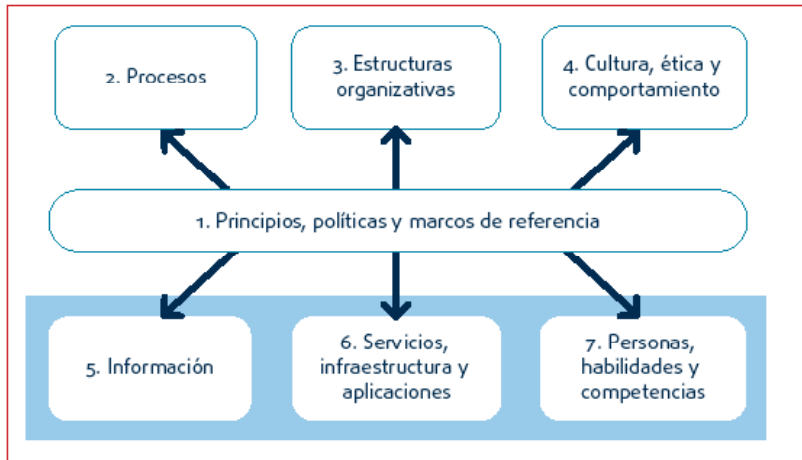 2. Procesos
3. Estructuras
organizativas
4. Cultura, ética y
comportamiento
1. Principios, políticas y marcos de referencia
5. Información
6. Servicios,
infraestructura y
aplicaciones
7. Personas,
habilidades y
competencias